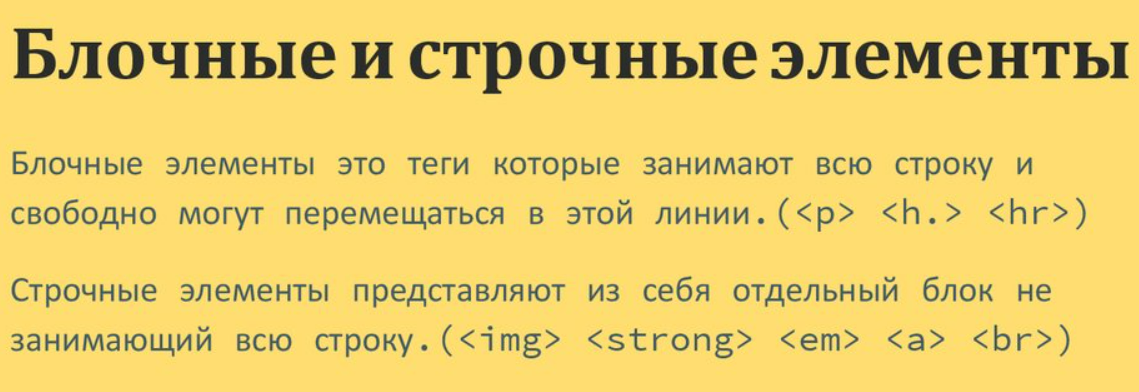 Блочные и строчные элементы
Блочные элементы это теги которые занимают всю строку и
свободно могут перемещаться в этой линии.(<p> <h.> <hr>)
Строчные элементы представляют из себя отдельный блок не
занимающий всю строку.(<img> <strong> <em> <a> <br>)